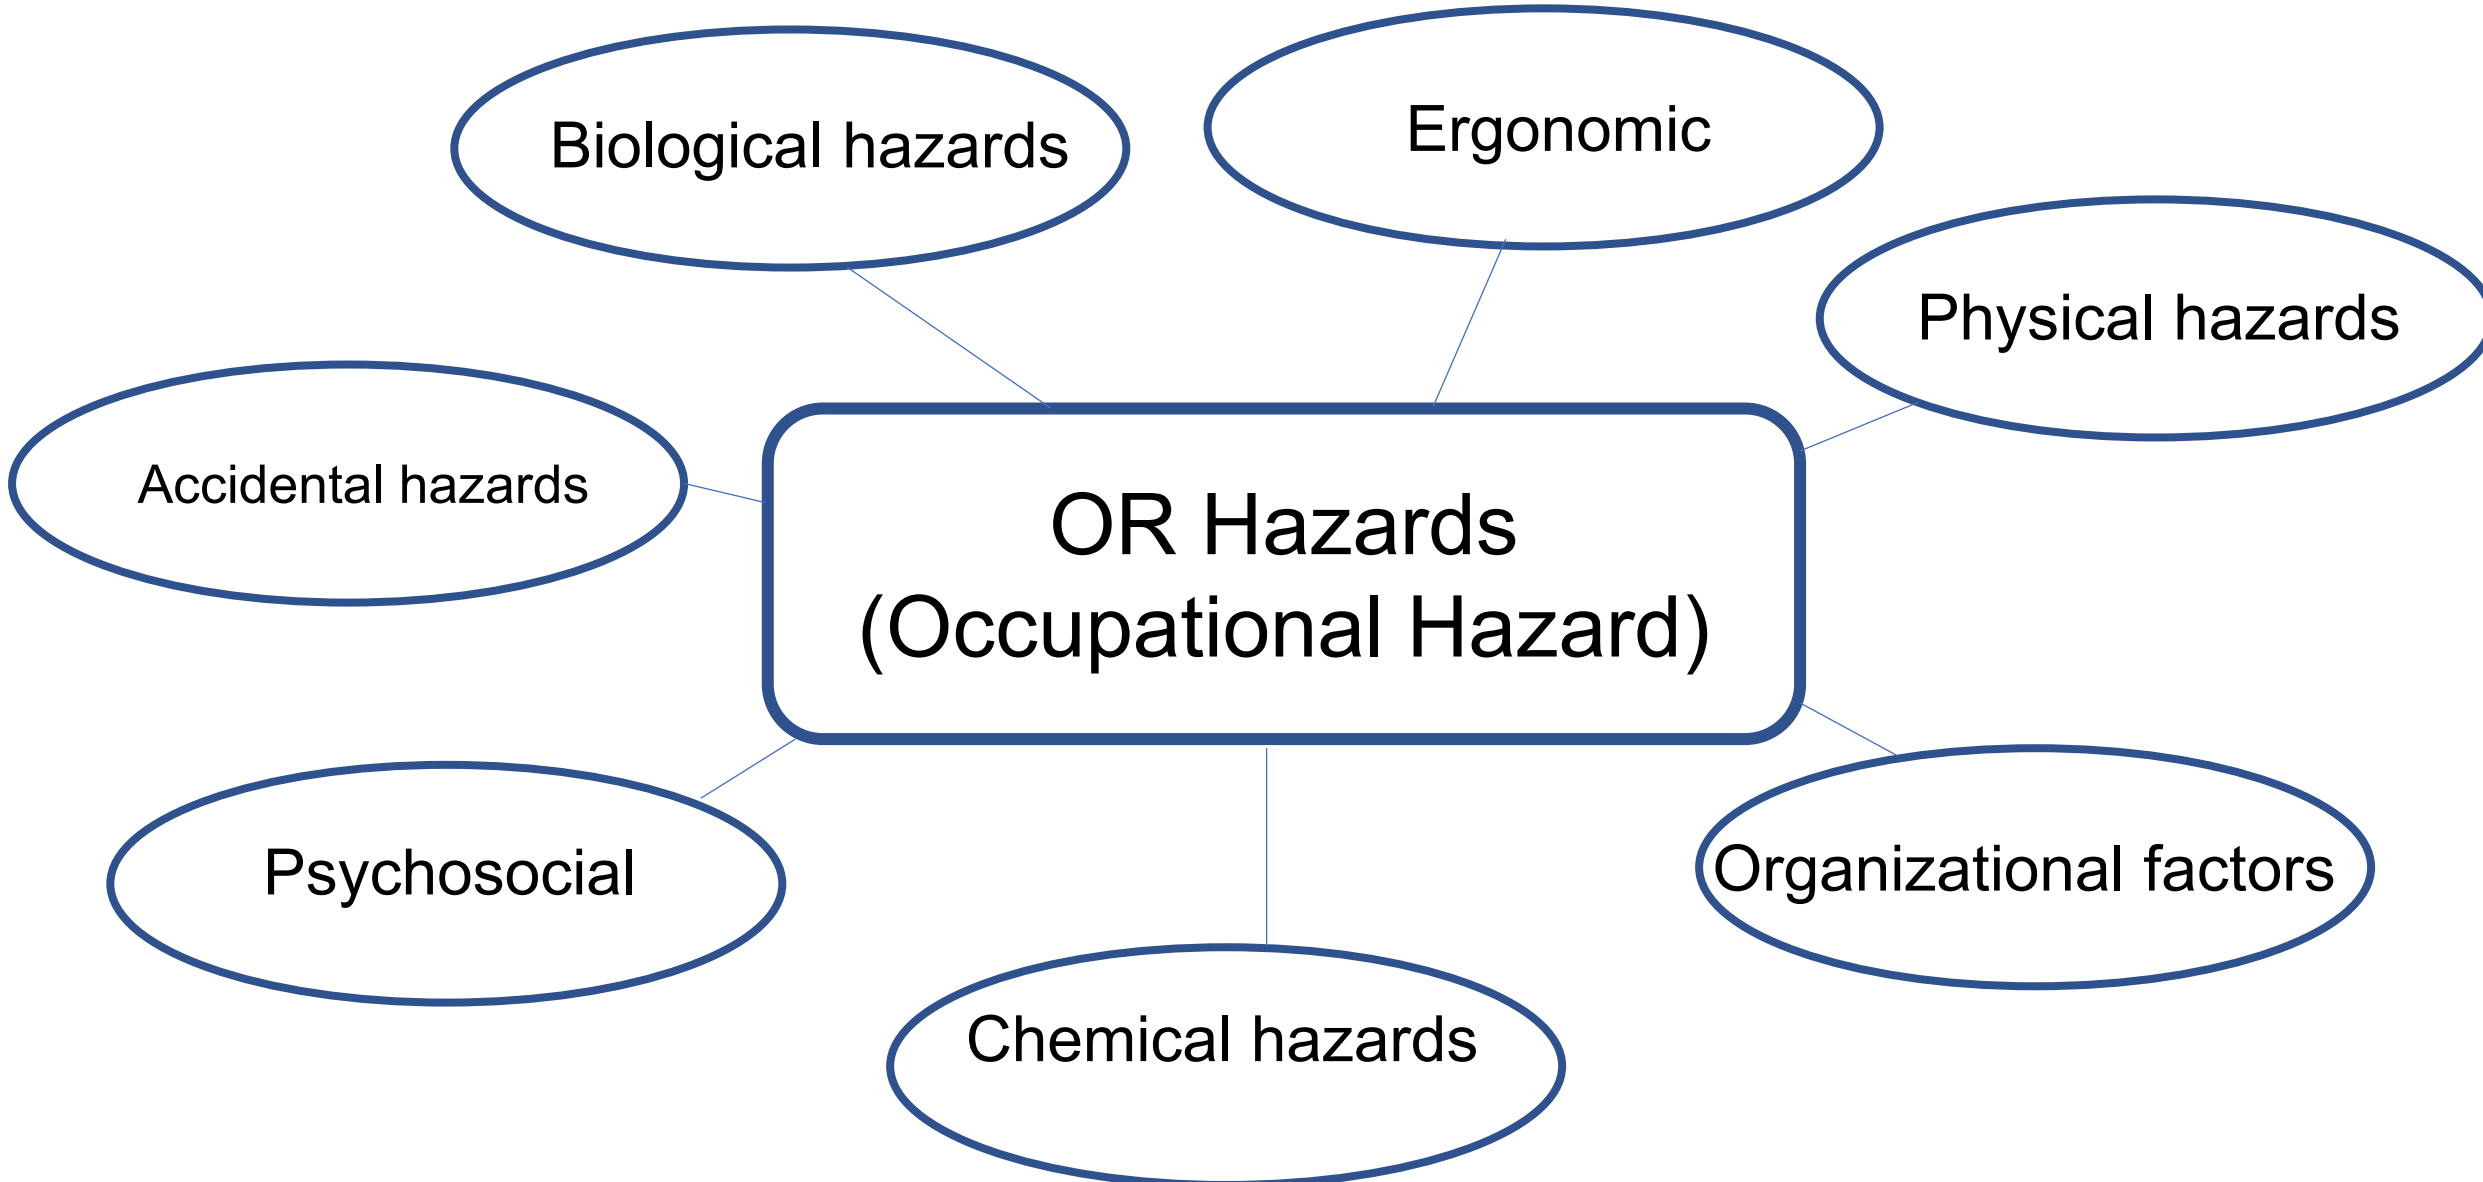 Biological hazards
Ergonomic
Physical hazards
Accidental hazards
OR Hazards
(Occupational Hazard)
Psychosocial
Organizational factors
Chemical hazards